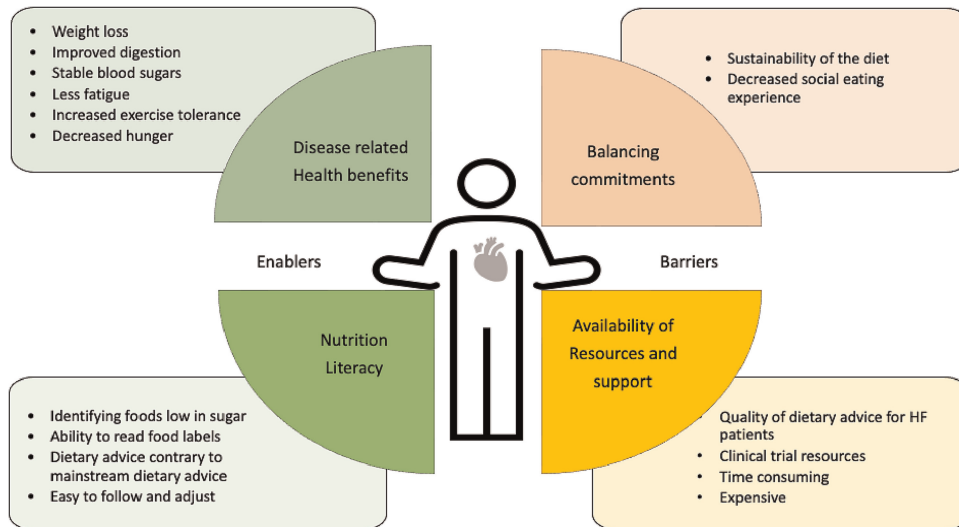 • Weight loss
• Improved digestion
• Stable blood sugars
• Less fatigue
• Increased exercise tolerance
• Decreased hunger
Disease related
Health benefits
Balancing
commitments
• Sustainability of the diet
• Decreased social eating
experience
Enablers
Barriers
Nutrition
Literacy
Availability of
Resources and
support
• Identifying foods low in sugar
• Ability to read food labels
• Dietary advice contrary to
mainstream dietary advice
• Easy to follow and adjust
• Quality of dietary advice for HF
patients
• Clinical trial resources
• Time consuming
• Expensive